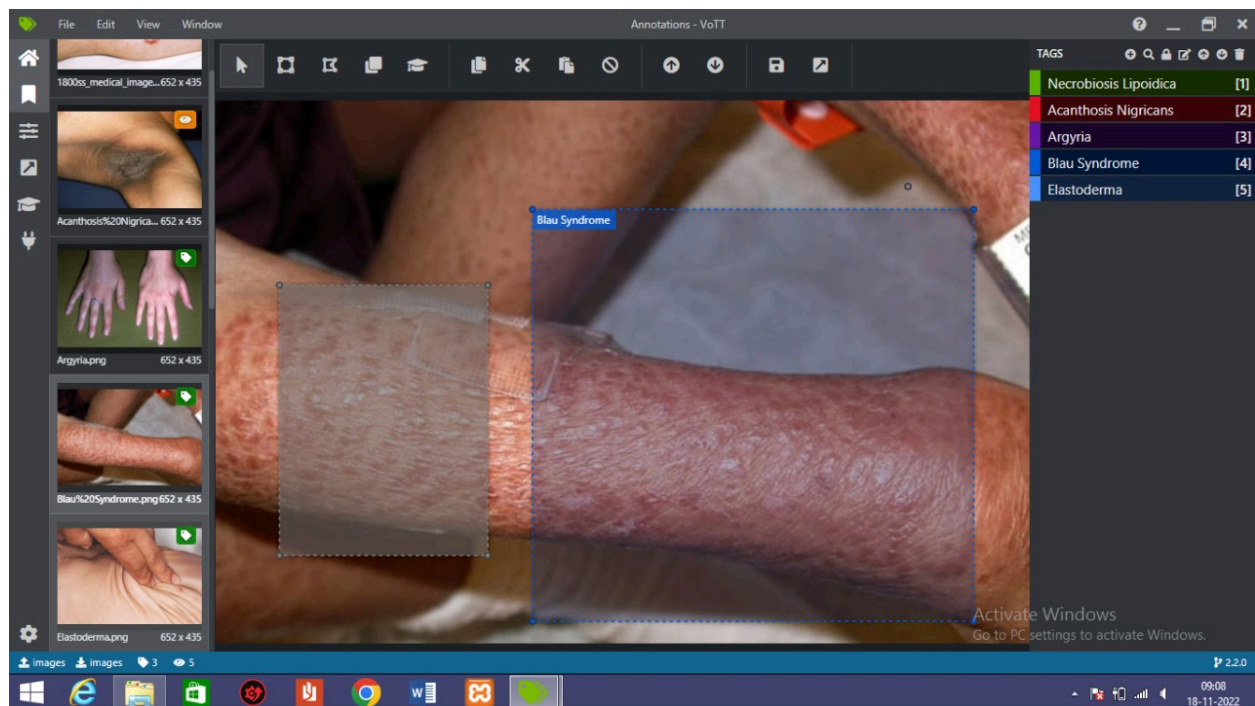 File Edit View Window
Annotations - VoTT
1800ss_medical_image...652 x 435
Acanthosis%20Nigrica... 652 x 435
Argyria.png 652 x 435
Blau%20Syndrome.png 652 x 435
Elastoderma.png 652 x 435
Blau Syndrome
TAGS
Necrobiosis Lipoidica [1]
Acanthosis Nigricans [2]
Argyria [3]
Blau Syndrome [4]
Elastoderma [5]
Activate Windows
Go to PC settings to activate Windows.
images images 3 5 2.2.0
09:08
18-11-2022